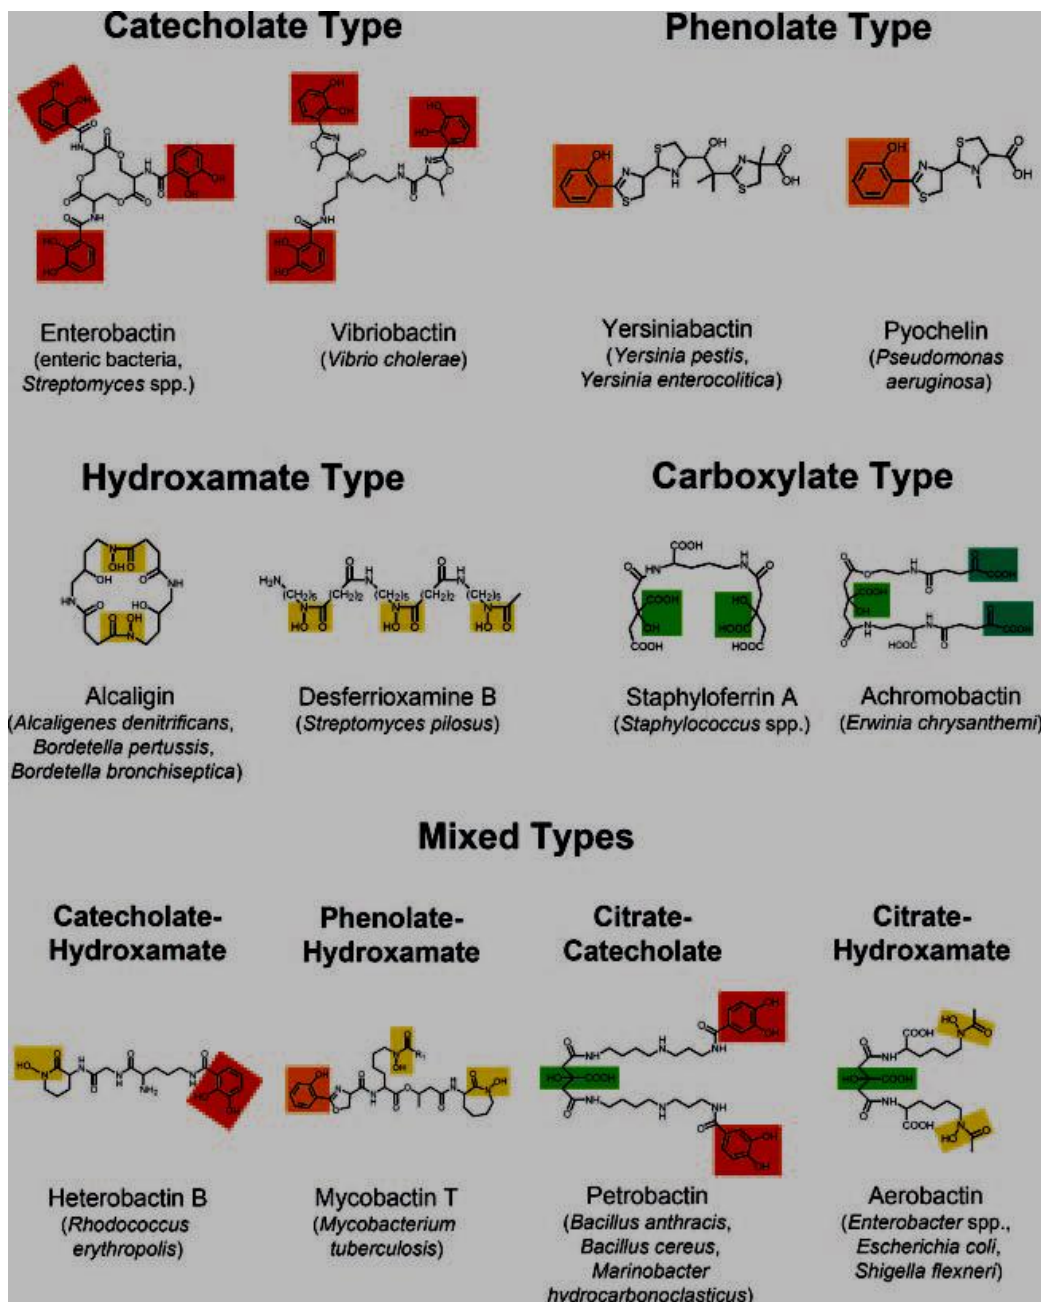 Catecholate Type
Phenolate Type
Enterobactin
(enteric bacteria,
Streptomyces spp.)
Vibriobactin
(Vibrio cholerae)
Yersiniabactin
(Yersinia pestis,
Yersinia enterocolitica)
Pyochelin
(Pseudomonas
aeruginosa)
Hydroxamate Type
Carboxylate Type
Alcaligin
(Alcaligenes denitrificans,
Bordetella pertussis,
Bordetella bronchiseptica)
Desferrioxamine B
(Streptomyces pilosus)
Staphyloferrin A
(Staphylococcus spp.)
Achromobactin
(Erwinia chrysanthemi)
Mixed Types
Catecholate-
Hydroxamate
Phenolate-
Hydroxamate
Citrate-
Catecholate
Citrate-
Hydroxamate
Heterobactin B
(Rhodococcus
erythropolis)
Mycobactin T
(Mycobacterium
tuberculosis)
Petrobactin
(Bacillus anthracis,
Bacillus cereus,
Marinobacter
hydrocarbonoclasticus)
Aerobactin
(Enterobacter spp.,
Escherichia coli,
Shigella flexneri)